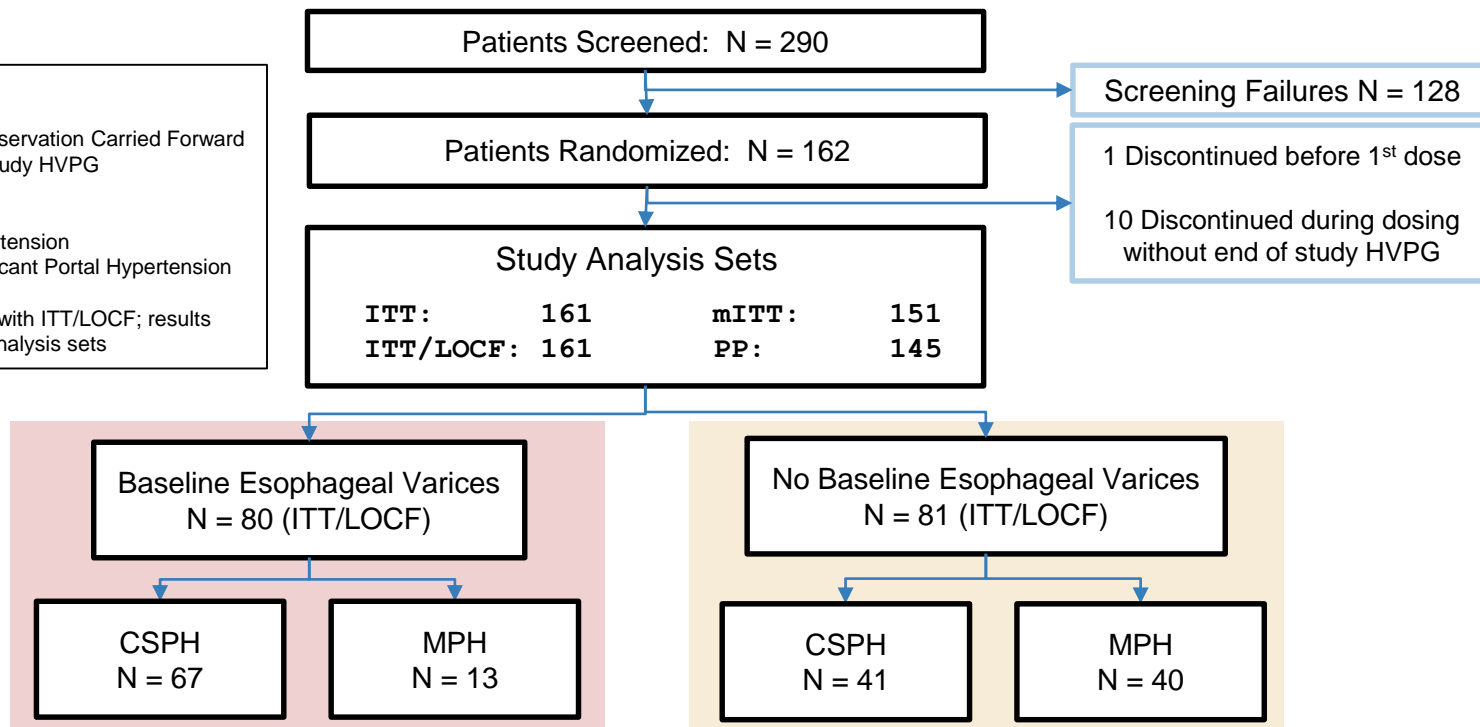 Patients Screened: N = 290
Screening Failures N = 128
servation Carried Forward
udy HVPG
tension
cant Portal Hypertension
with ITT/LOCF; results
nalysis sets
Patients Randomized: N = 162
1 Discontinued before 1st dose
10 Discontinued during dosing
without end of study HVPG
Study Analysis Sets
ITT: 161 mITT: 151
ITT/LOCF: 161 PP: 145
Baseline Esophageal Varices
N = 80 (ITT/LOCF)
No Baseline Esophageal Varices
N = 81 (ITT/LOCF)
CSPH
N = 67
MPH
N = 13
CSPH
N = 41
MPH
N = 40